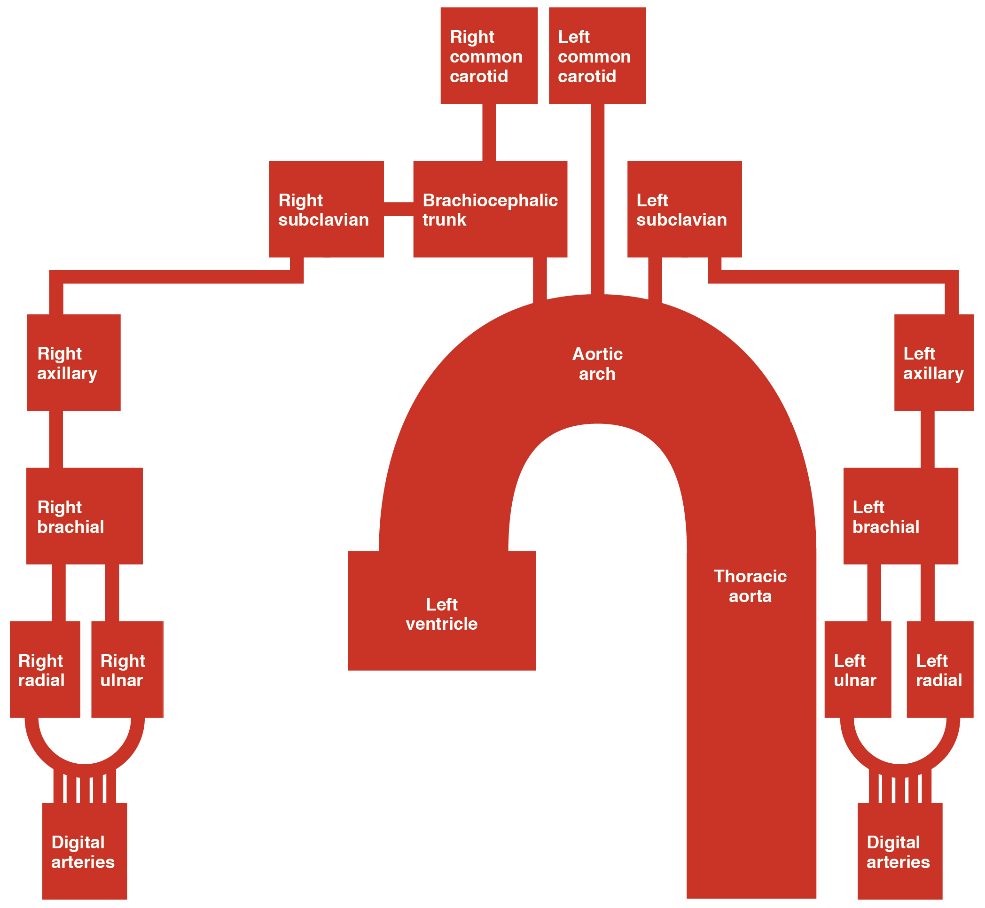 Right
common
carotid
Left
common
carotid
Right
subclavian
Brachiocephalic
trunk
Left
subclavian
Right
axillary
Aortic
arch
Left
axillary
Right
brachial
Left
brachial
Left
ventricle
Thoracic
aorta
Right
radial
Right
ulnar
Left
ulnar
Left
radial
Digital
arteries
Digital
arteries